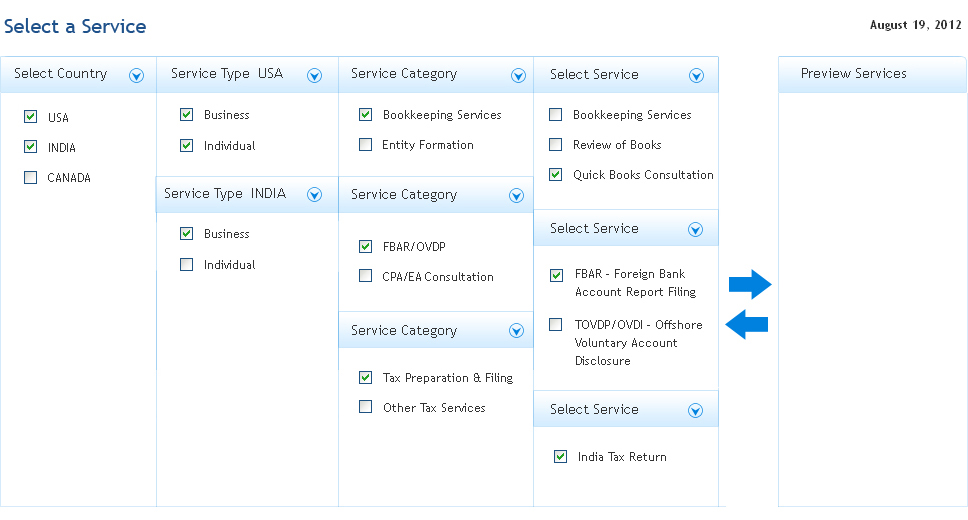 Select a Service
August 19, 2012
Select Country
USA
INDIA
CANADA
Service Type USA
Business
Individual
Service Type INDIA
Business
Individual
Service Category
Bookkeeping Services
Entity Formation
Service Category
FBAR/OVDP
CPA/EA Consultation
Service Category
Tax Preparation & Filing
Other Tax Services
Select Service
Bookkeeping Services
Review of Books
Quick Books Consultation
Select Service
FBAR - Foreign Bank
Account Report Filing
TOVDP/OVDI - Offshore
Voluntary Account
Disclosure
Select Service
India Tax Return
Preview Services